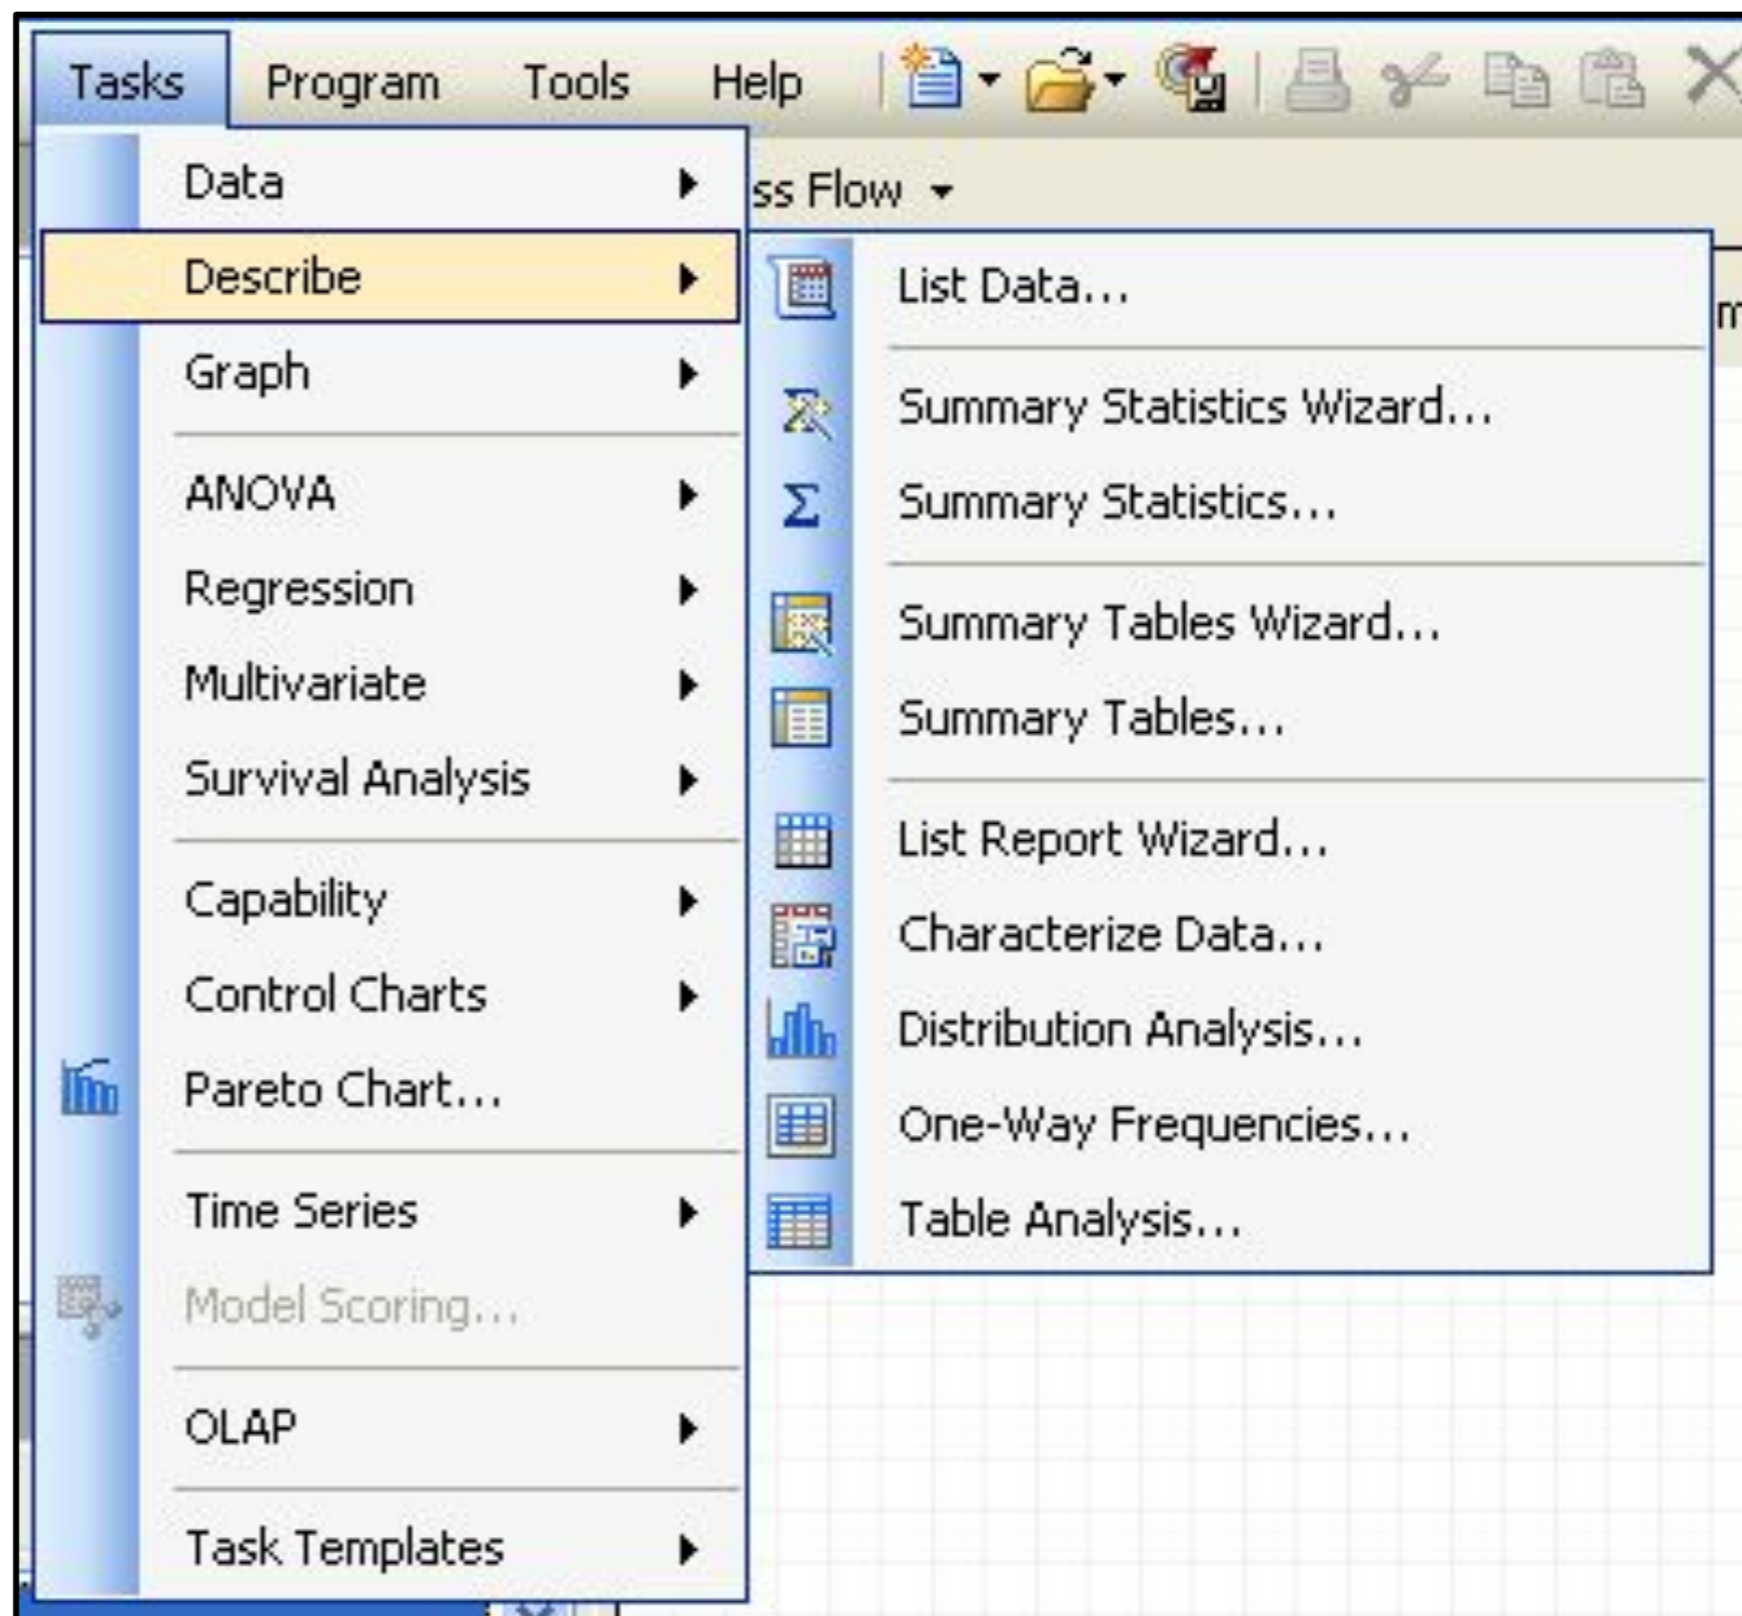 Tasks Program Tools Help
Data
ss Flow
Describe
Graph
ANOVA
Regression
Multivariate
Survival Analysis
Capability
Control Charts
Pareto Chart...
Time Series
Model Scoring...
OLAP
Task Templates
List Data...
Summary Statistics Wizard...
Summary Statistics...
Summary Tables Wizard...
Summary Tables...
List Report Wizard...
Characterize Data...
Distribution Analysis...
One-Way Frequencies...
Table Analysis...